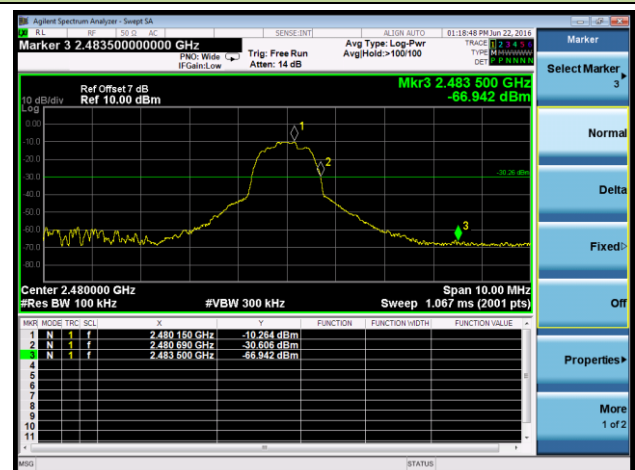 Agilent Spectrum Analyzer - Swept SA
RL RF 50 Ω AC SENSE:INT ALIGN AUTO 01:18:48 PM Jun 22, 2016
Marker 3 2.483500000000 GHz
PNO: Wide
IFGain:Low
Trig: Free Run
Atten: 14 dB
Avg Type: Log-Pwr
Avg|Hold:>100/100
TRACE 1 2 3 4 5 6
TYPE M WWWWW
DET P P N N N N
Ref Offset 7 dB
Ref 10.00 dBm
10 dB/div
Log
Mkr3 2.483 500 GHz
-66.942 dBm
0.00
-10.0
-20.0
-30.0
-40.0
-50.0
-60.0
-70.0
-80.0
1
2
3
-30.26 dBm
Center 2.480000 GHz
Span 10.00 MHz
#Res BW 100 kHz
#VBW 300 kHz
Sweep 1.067 ms (2001 pts)
MKR MODE TRC SCL X Y FUNCTION FUNCTION WIDTH FUNCTION VALUE
1 N 1 f 2.480 150 GHz -10.264 dBm
2 N 1 f 2.480 690 GHz -30.606 dBm
3 N 1 f 2.483 500 GHz -66.942 dBm
4
5
6
7
8
9
10
11
MSG
STATUS
Marker
Select Marker
3
Normal
Delta
Fixed
Off
Properties
More
1 of 2